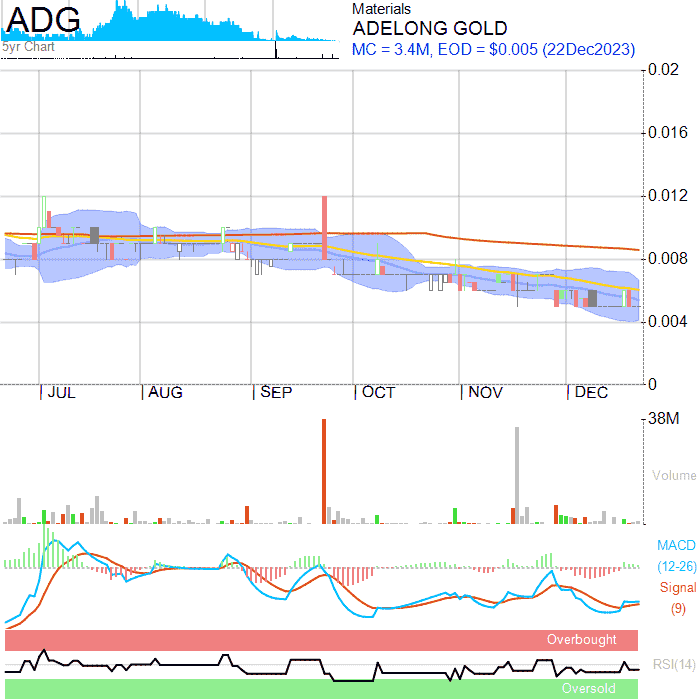 ADG
5yr Chart
Materials
ADELONG GOLD
MC = 3.4M, EOD = $0.005 (22Dec2023)
0.02
0.016
0.012
0.008
0.004
0
JUL AUG SEP OCT NOV DEC
38M
Volume
MACD
(12-26)
Signal
(9)
Overbought
RSI(14)
Oversold